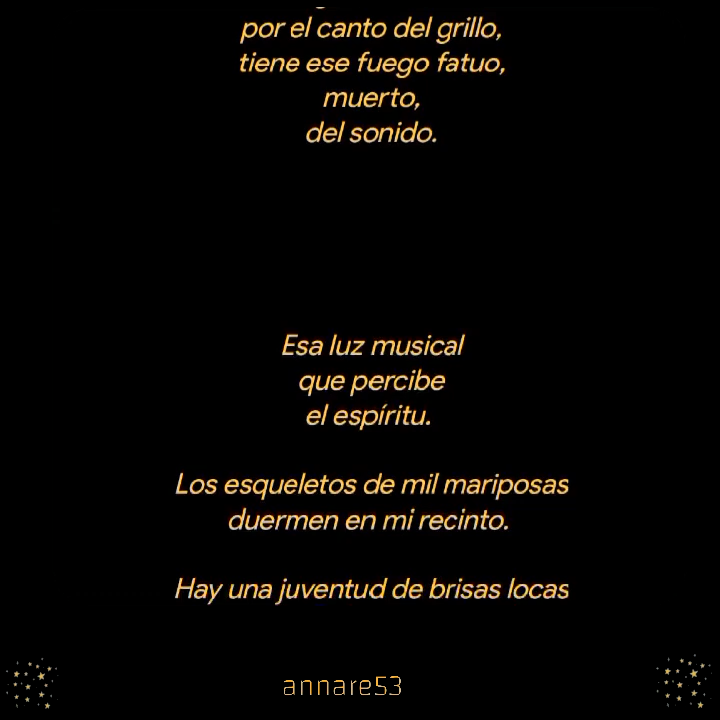 por el canto del grillo,
tiene ese fuego fatuo,
muerto,
del sonido.
Esa luz musical
que percibe
el espíritu.
Los esqueletos de mil mariposas
duermen en mi recinto.
Hay una juventud de brisas locas
annare53